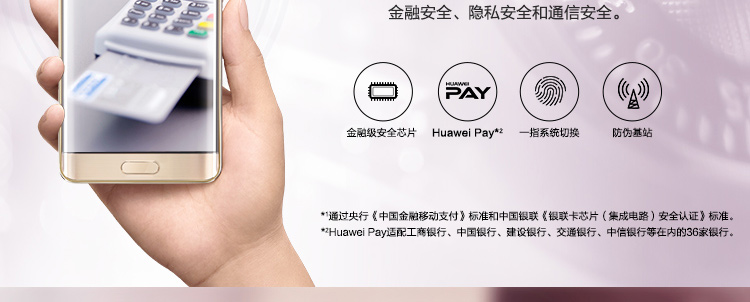 金融安全、隐私安全和通信安全。
HUAWEI
PAY
金融级安全芯片 Huawei Pay*² 一指系统切换 防伪基站
*¹通过央行《中国金融移动支付》标准和中国银联《银联卡芯片（集成电路）安全认证》标准。
*²Huawei Pay适配工商银行、中国银行、建设银行、交通银行、中信银行等在内的36家银行。